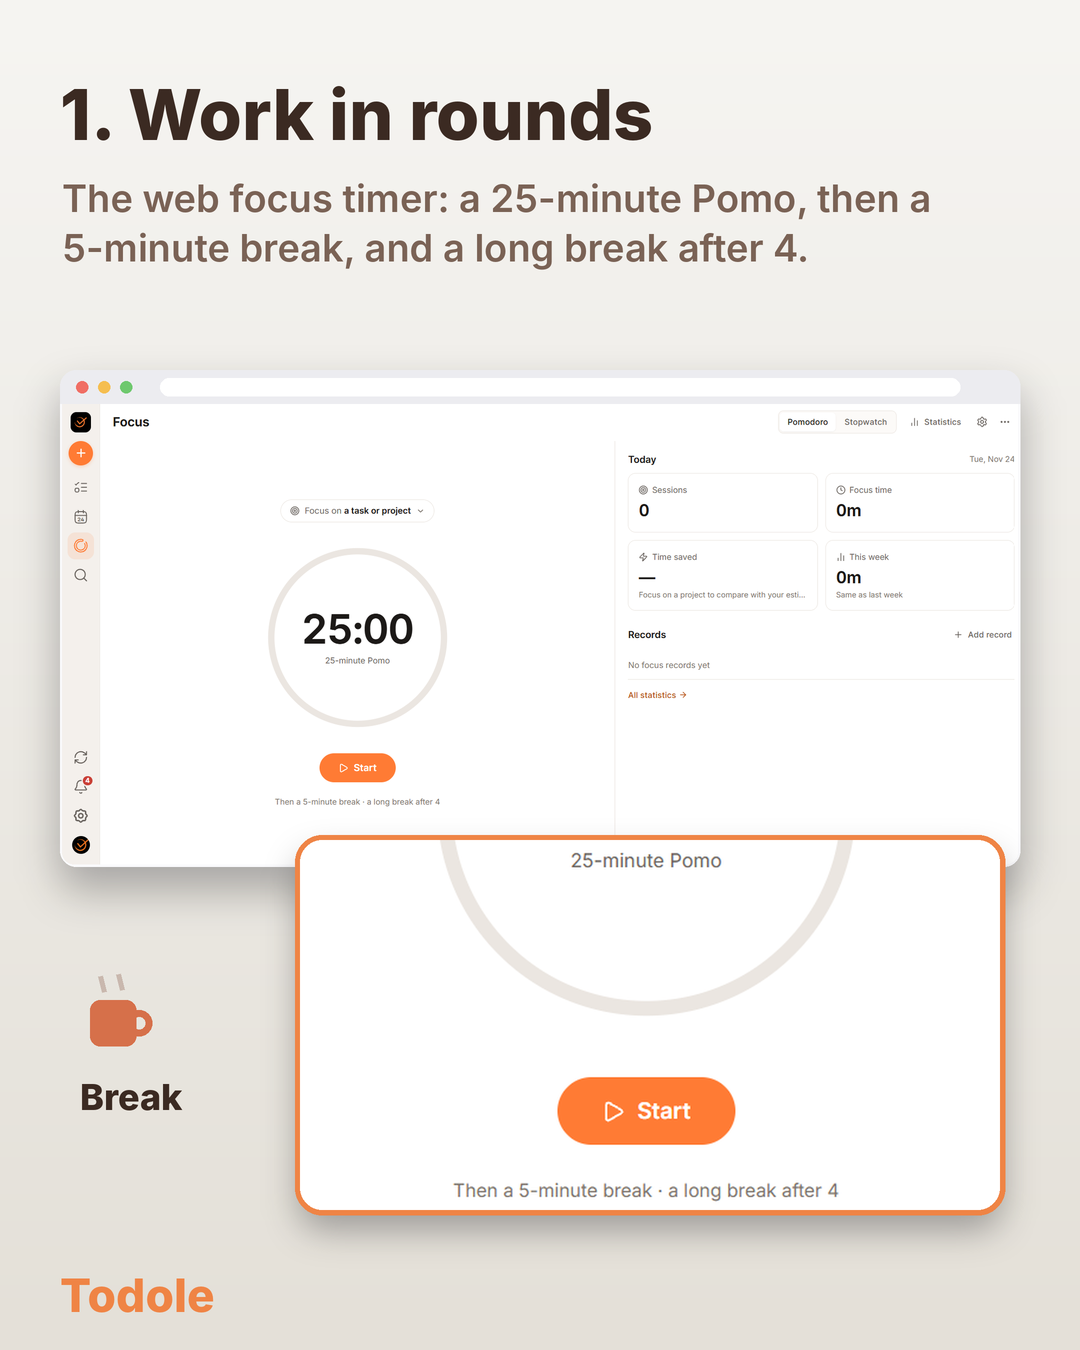 1. Work in rounds
The web focus timer: a 25-minute Pomo, then a
5-minute break, and a long break after 4.
Focus
Pomodoro
Stopwatch
Statistics
Focus on a task or project
25:00
25-minute Pomo
Start
Then a 5-minute break · a long break after 4
Today
Tue, Nov 24
Sessions
0
Focus time
0m
Time saved
—
Focus on a project to compare with your esti...
This week
0m
Same as last week
Records
Add record
No focus records yet
All statistics →
24
4
25-minute Pomo
Start
Then a 5-minute break · a long break after 4
Break
Todole